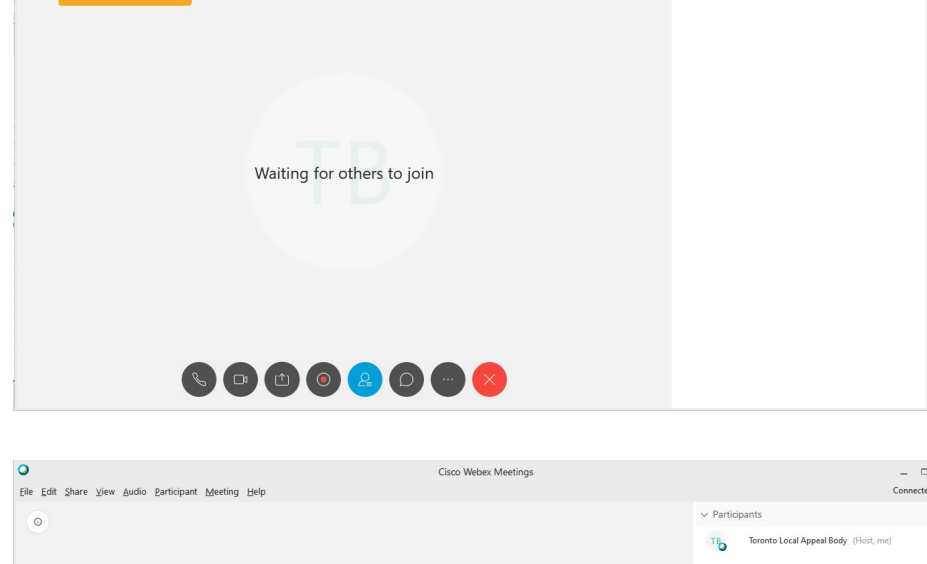 TB
Waiting for others to join
Cisco Webex Meetings
File Edit Share View Audio Participant Meeting Help
Connecte
Participants
TB Toronto Local Appeal Body (Host, me)